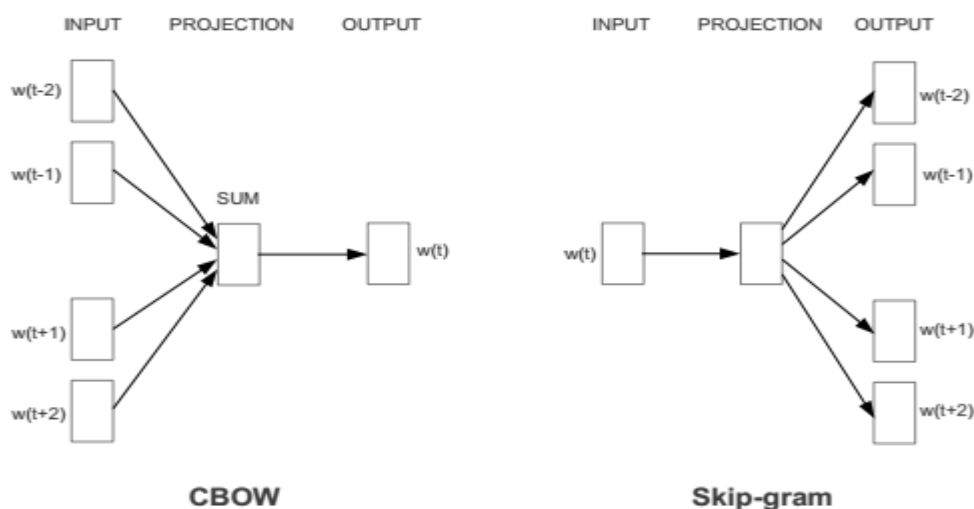 INPUT PROJECTION OUTPUT
w(t-2)
w(t-1)
SUM
w(t)
w(t+1)
w(t+2)
CBOW
INPUT PROJECTION OUTPUT
w(t-2)
w(t-1)
w(t)
w(t+1)
w(t+2)
Skip-gram